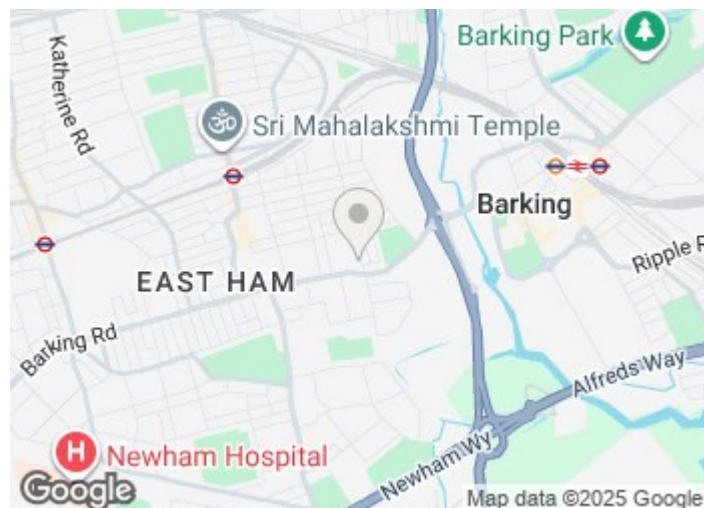 Katherine Rd
Barking Park
ॐ
Sri Mahalakshmi Temple
Barking
Ripple R
EAST HAM
Barking Rd
Alfreds Way
H
Newham Hospital
Newham Wy
Google
Map data ©2025 Google